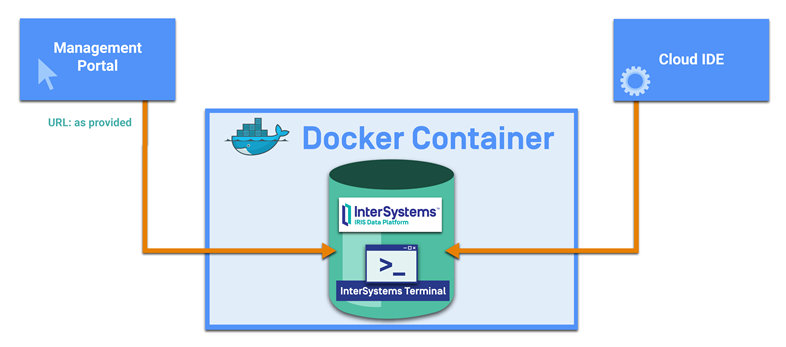 Management
Portal
Cloud IDE
URL: as provided
Docker Container
InterSystems™
IRIS Data Platform
>_
InterSystems Terminal